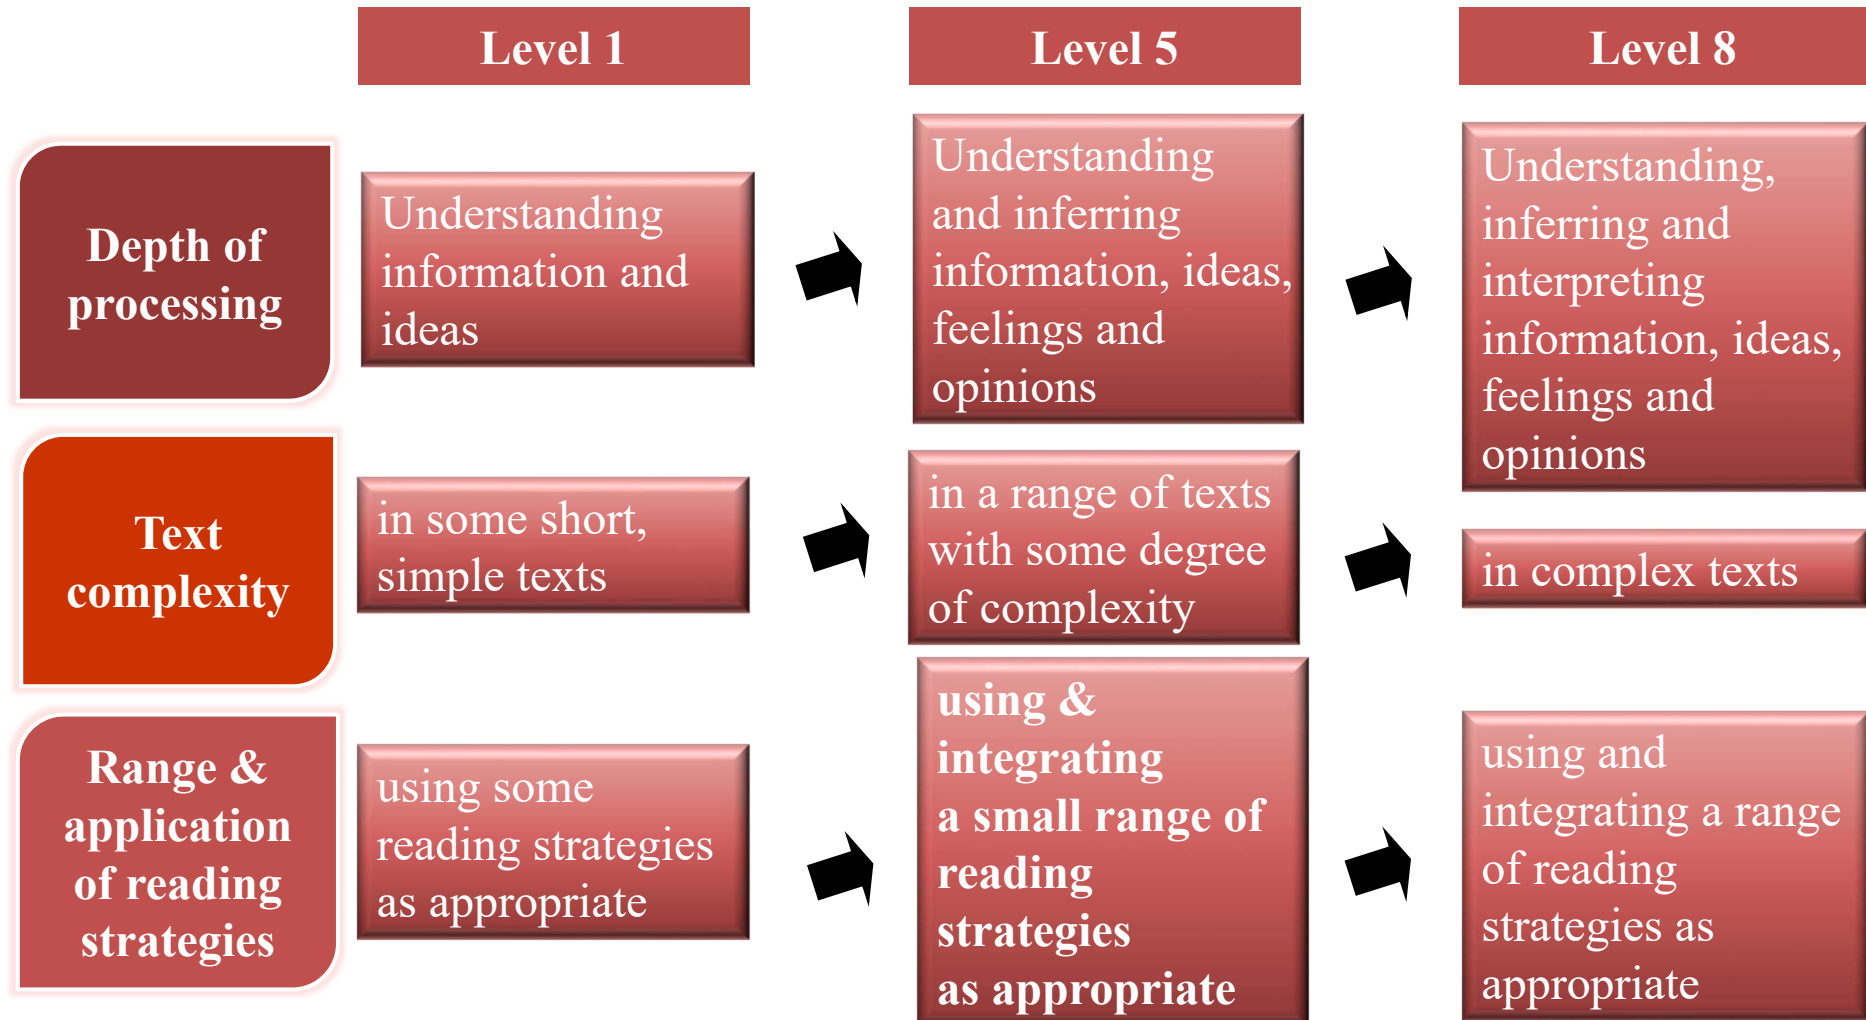 Level 1
Level 5
Level 8
Depth of
processing
Understanding
information and
ideas
Understanding
and inferring
information, ideas,
feelings and
opinions
Understanding,
inferring and
interpreting
information, ideas,
feelings and
opinions
Text
complexity
in some short,
simple texts
in a range of texts
with some degree
of complexity
in complex texts
Range &
application
of reading
strategies
using some
reading strategies
as appropriate
using &
integrating
a small range of
reading
strategies
as appropriate
using and
integrating a range
of reading
strategies as
appropriate